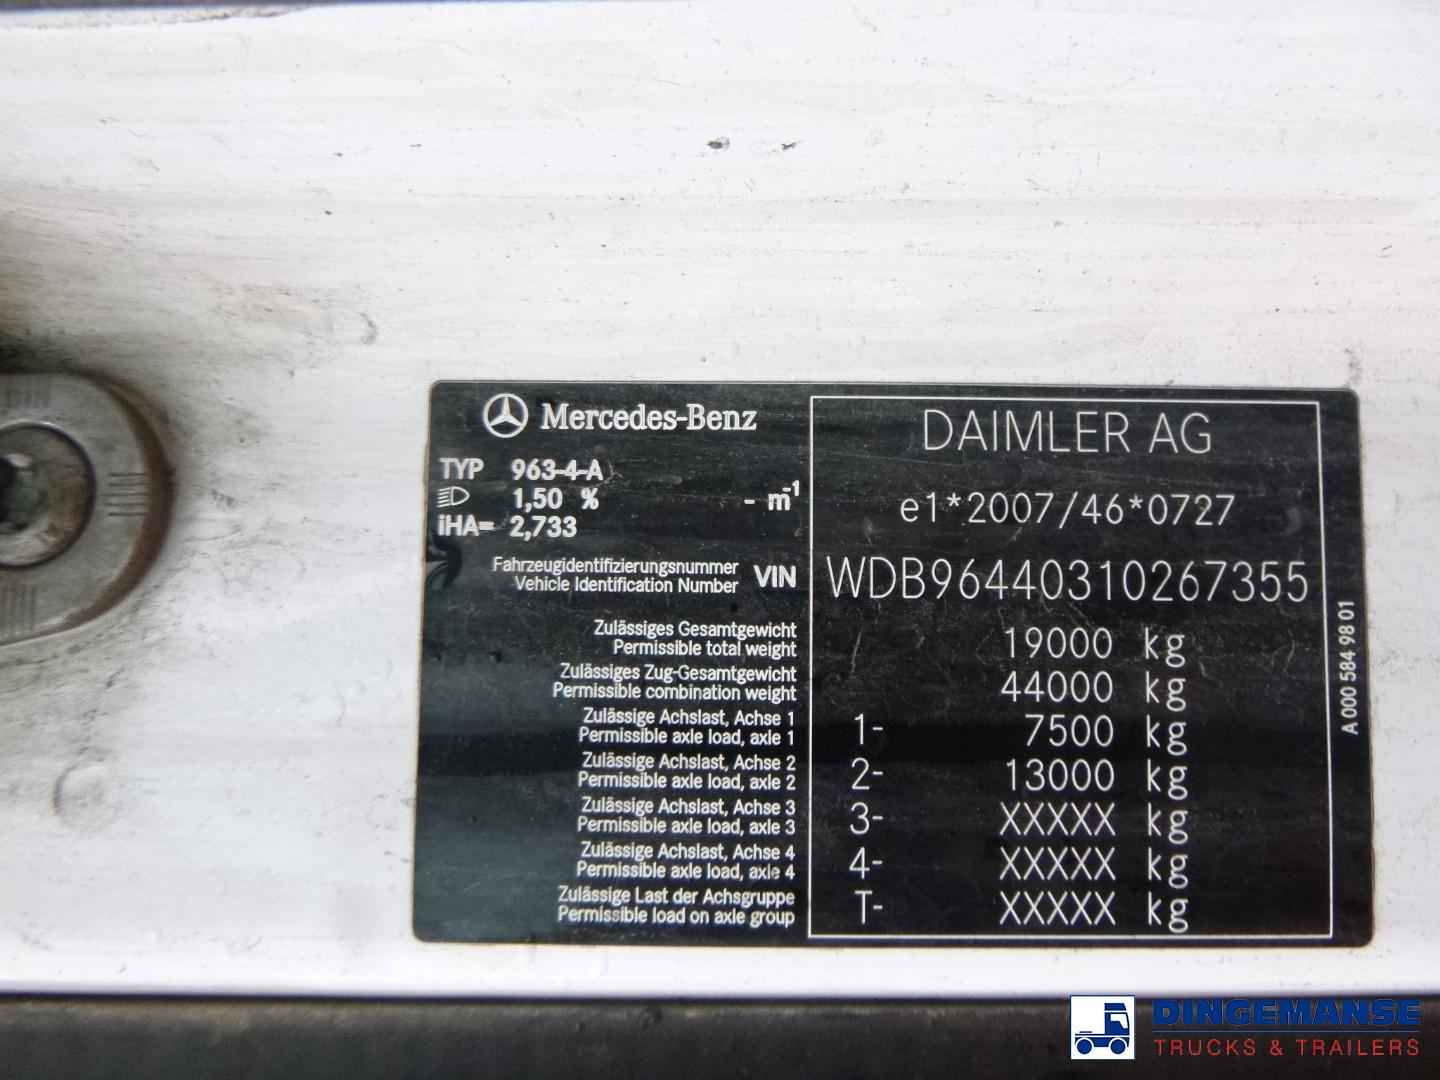 Mercedes-Benz
TYP 963-4-A
1,50 % - m-1
iHA= 2,733
DAIMLER AG
e1*2007/46*0727
Fahrzeugidentifizierungsnummer
Vehicle Identification Number VIN WDB96440310267355
Zulässiges Gesamtgewicht
Permissible total weight 19000 kg
Zulässiges Zug-Gesamtgewicht
Permissible combination weight 44000 kg
Zulässige Achslast, Achse 1
Permissible axle load, axle 1 1- 7500 kg
Zulässige Achslast, Achse 2
Permissible axle load, axle 2 2- 13000 kg
Zulässige Achslast, Achse 3
Permissible axle load, axle 3 3- XXXXX kg
Zulässige Achslast, Achse 4
Permissible axle load, axle 4 4- XXXXX kg
Zulässige Last der Achsgruppe
Permissible load on axle group T- XXXXX kg
A 000 584 98 01
DINGEMANSE
TRUCKS & TRAILERS